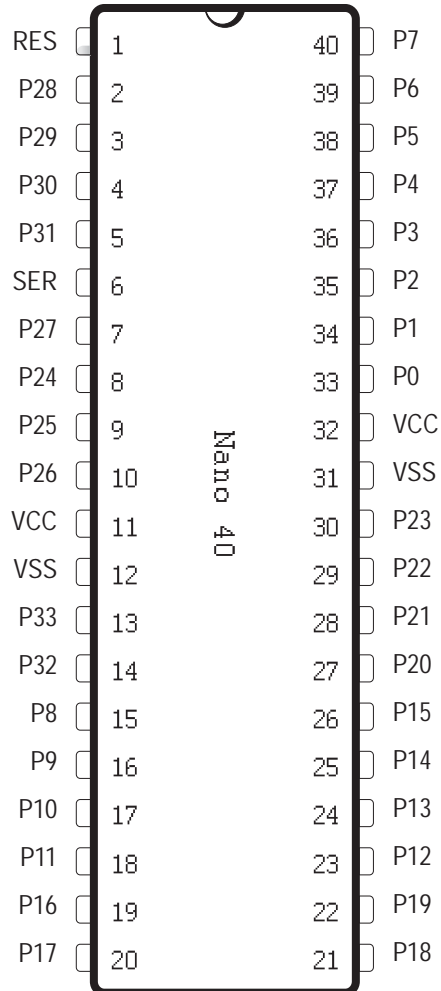 RES 1 40 P7
P28 2 39 P6
P29 3 38 P5
P30 4 37 P4
P31 5 36 P3
SER 6 35 P2
P27 7 34 P1
P24 8 33 P0
P25 9 32 VCC
P26 10 31 VSS
VCC 11 30 P23
VSS 12 29 P22
P33 13 28 P21
P32 14 27 P20
P8 15 26 P15
P9 16 25 P14
P10 17 24 P13
P11 18 23 P12
P16 19 22 P19
P17 20 21 P18
Nano 40